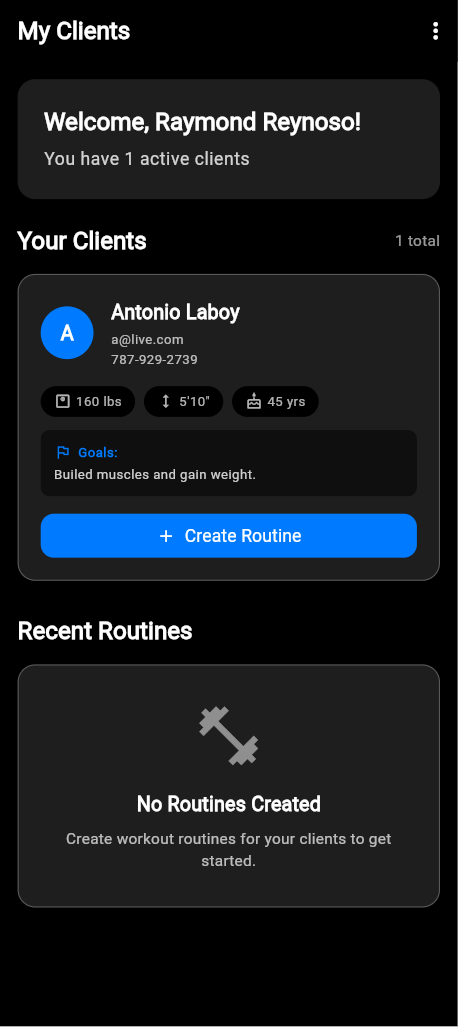 My Clients
Welcome, Raymond Reynoso!
You have 1 active clients
Your Clients
1 total
A
Antonio Laboy
a@live.com
787-929-2739
160 lbs
5'10"
45 yrs
Goals:
Builed muscles and gain weight.
+ Create Routine
Recent Routines
No Routines Created
Create workout routines for your clients to get
started.